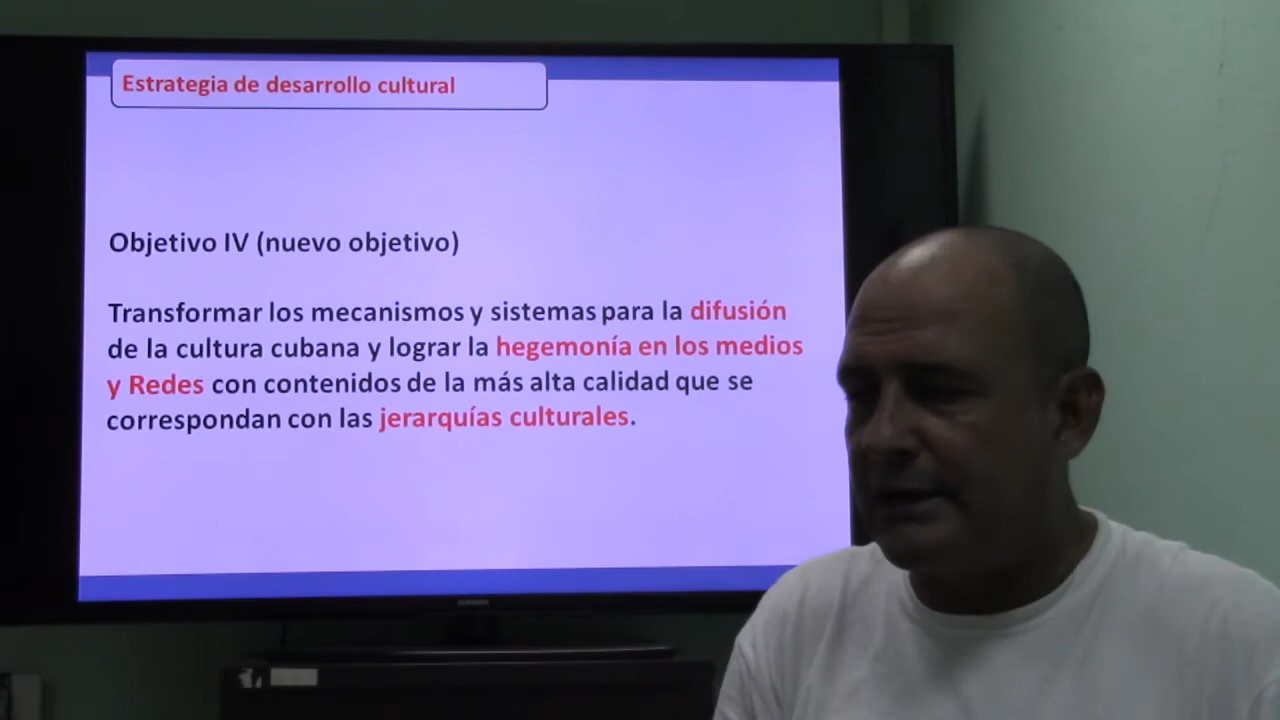 Estrategia de desarrollo cultural
Objetivo IV (nuevo objetivo)
Transformar los mecanismos y sistemas para la difusión
de la cultura cubana y lograr la hegemonía en los medios
y Redes con contenidos de la más alta calidad que se
correspondan con las jerarquías culturales.
SAMSUNG